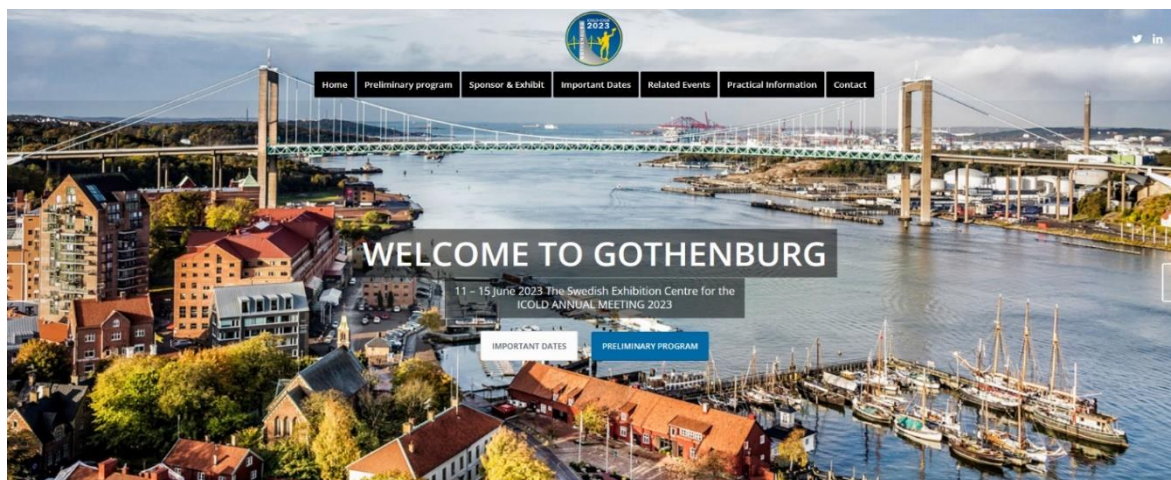 2023
Home Preliminary program Sponsor & Exhibit Important Dates Related Events Practical Information Contact
WELCOME TO GOTHENBURG
11 – 15 June 2023 The Swedish Exhibition Centre for the
ICOLD ANNUAL MEETING 2023
IMPORTANT DATES PRELIMINARY PROGRAM